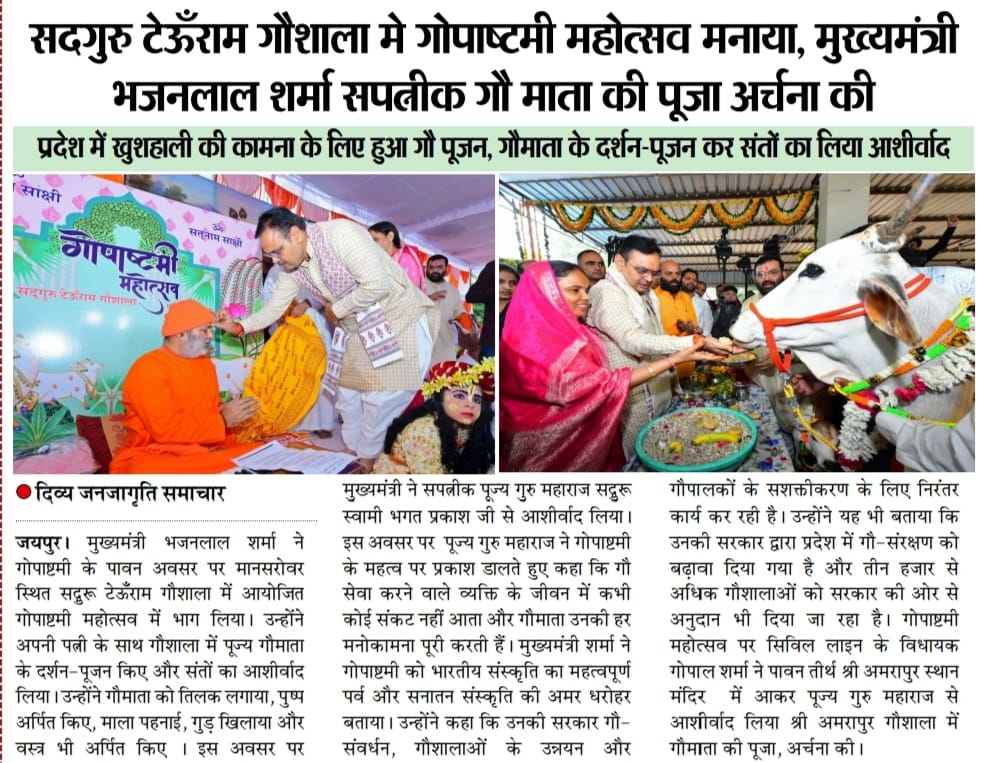 सदगुरु टेऊँराम गौशाला मे गोपाष्टमी महोत्सव मनाया, मुख्यमंत्री
भजनलाल शर्मा सपत्नीक गौ माता की पूजा अर्चना की
प्रदेश में खुशहाली की कामना के लिए हुआ गौ पूजन, गौमाता के दर्शन-पूजन कर संतों का लिया आशीर्वाद
साक्षी
ॐ
सतनाम साक्षी
गोपाष्टमी
महोत्सव
सदगुरु टेऊँराम गौशाला
दिव्य जनजागृति समाचार
जयपुर। मुख्यमंत्री भजनलाल शर्मा ने
गोपाष्टमी के पावन अवसर पर मानसरोवर
स्थित सद्गुरू टेऊँराम गौशाला में आयोजित
गोपाष्टमी महोत्सव में भाग लिया। उन्होंने
अपनी पत्नी के साथ गौशाला में पूज्य गौमाता
के दर्शन-पूजन किए और संतों का आशीर्वाद
लिया। उन्होंने गौमाता को तिलक लगाया, पुष्प
अर्पित किए, माला पहनाई, गुड़ खिलाया और
वस्त्र भी अर्पित किए । इस अवसर पर
मुख्यमंत्री ने सपत्नीक पूज्य गुरु महाराज सद्गुरू
स्वामी भगत प्रकाश जी से आशीर्वाद लिया।
इस अवसर पर पूज्य गुरु महाराज ने गोपाष्टमी
के महत्व पर प्रकाश डालते हुए कहा कि गौ
सेवा करने वाले व्यक्ति के जीवन में कभी
कोई संकट नहीं आता और गौमाता उनकी हर
मनोकामना पूरी करती हैं। मुख्यमंत्री शर्मा ने
गोपाष्टमी को भारतीय संस्कृति का महत्वपूर्ण
पर्व और सनातन संस्कृति की अमर धरोहर
बताया। उन्होंने कहा कि उनकी सरकार गौ-
संवर्धन, गौशालाओं के उन्नयन और
गौपालकों के सशक्तीकरण के लिए निरंतर
कार्य कर रही है। उन्होंने यह भी बताया कि
उनकी सरकार द्वारा प्रदेश में गौ-संरक्षण को
बढ़ावा दिया गया है और तीन हजार से
अधिक गौशालाओं को सरकार की ओर से
अनुदान भी दिया जा रहा है। गोपाष्टमी
महोत्सव पर सिविल लाइन के विधायक
गोपाल शर्मा ने पावन तीर्थ श्री अमरापुर स्थान
मंदिर में आकर पूज्य गुरु महाराज से
आशीर्वाद लिया श्री अमरापुर गौशाला में
गौमाता की पूजा, अर्चना की।